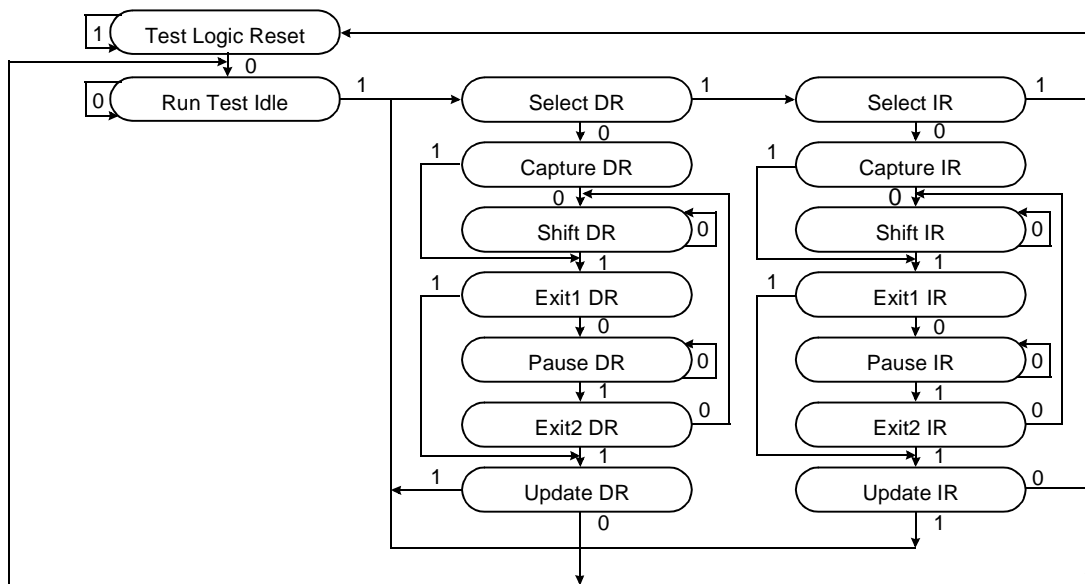 1 Test Logic Reset
0
0 Run Test Idle 1
Select DR 1
Select IR 1
0
0
1 Capture DR
1 Capture IR
0
0
Shift DR 0
Shift IR 0
1
1
1 Exit1 DR
1 Exit1 IR
0
0
Pause DR 0
Pause IR 0
1
1
Exit2 DR 0
Exit2 IR 0
1
1
1 Update DR
Update IR 0
0
1